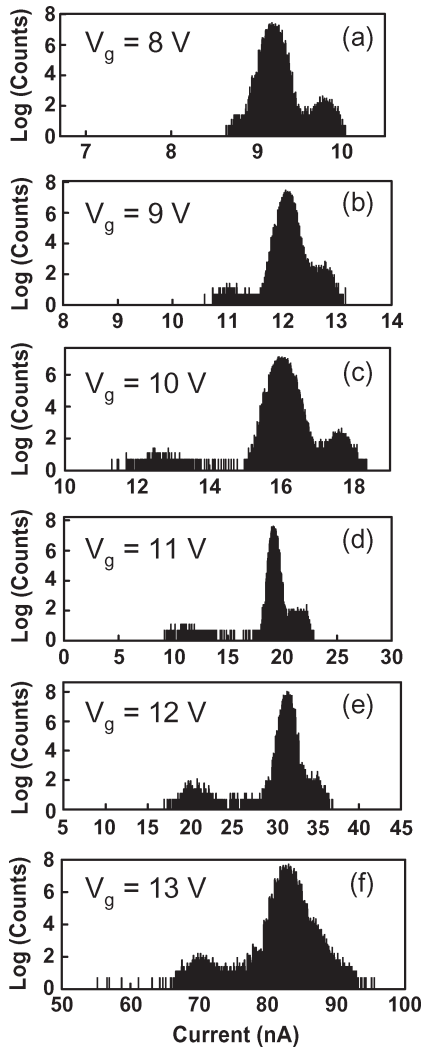 8
6
4
2
0
Log (Counts)
V_g = 8 V
(a)
7 8 9 10
8
6
4
2
0
Log (Counts)
V_g = 9 V
(b)
8 9 10 11 12 13 14
6
4
2
0
Log (Counts)
V_g = 10 V
(c)
10 12 14 16 18
8
6
4
2
0
Log (Counts)
V_g = 11 V
(d)
0 5 10 15 20 25 30
8
6
4
2
0
Log (Counts)
V_g = 12 V
(e)
5 10 15 20 25 30 35 40 45
8
6
4
2
0
Log (Counts)
V_g = 13 V
(f)
50 60 70 80 90 100
Current (nA)